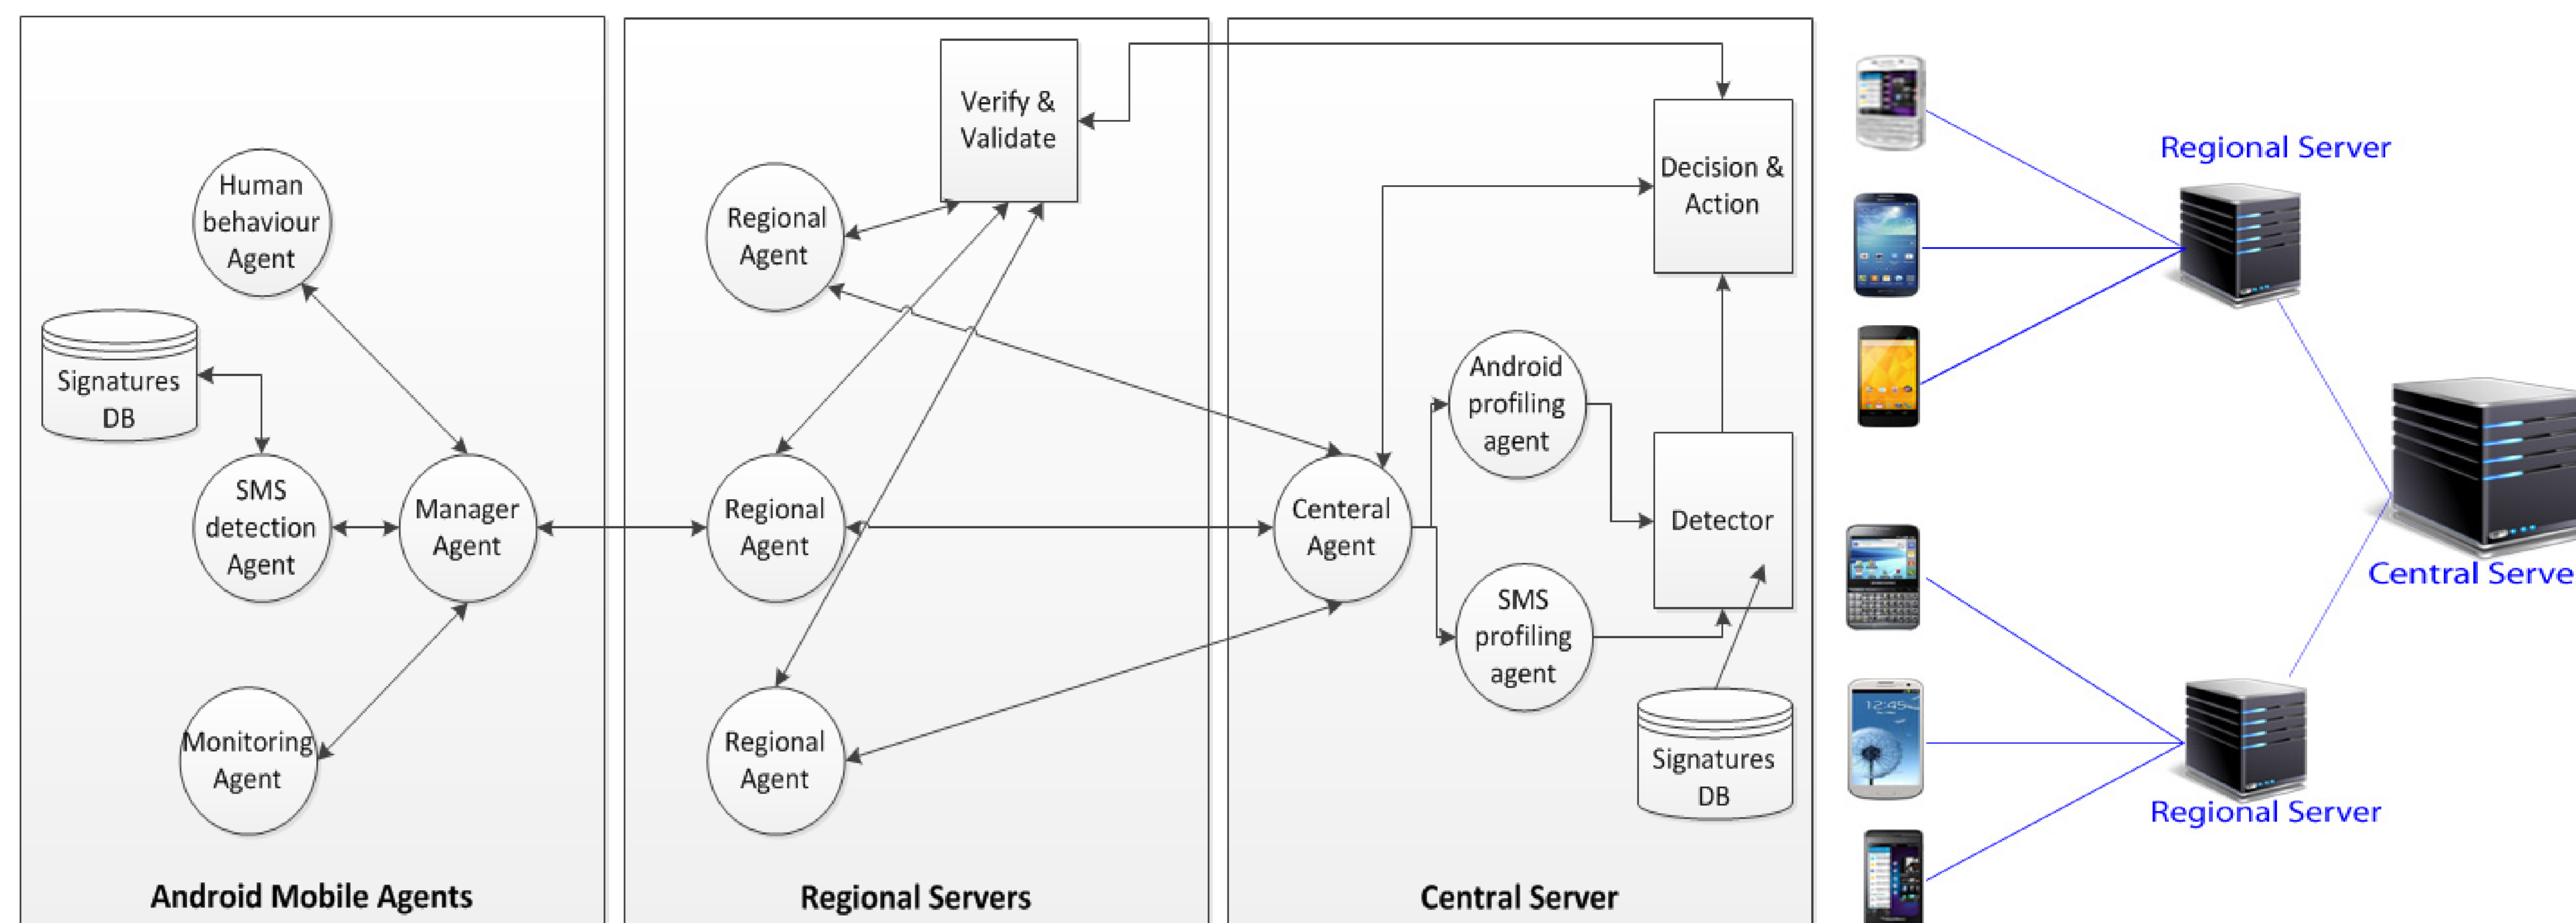 Human
behaviour
Agent
Signatures
DB
SMS
detection
Agent
Manager
Agent
Monitoring
Agent
Android Mobile Agents
Verify &
Validate
Regional
Agent
Regional
Agent
Regional
Agent
Regional Servers
Decision &
Action
Android
profiling
agent
Centeral
Agent
Detector
SMS
profiling
agent
Signatures
DB
Central Server
Regional Server
Central Serve
Regional Server
12:45